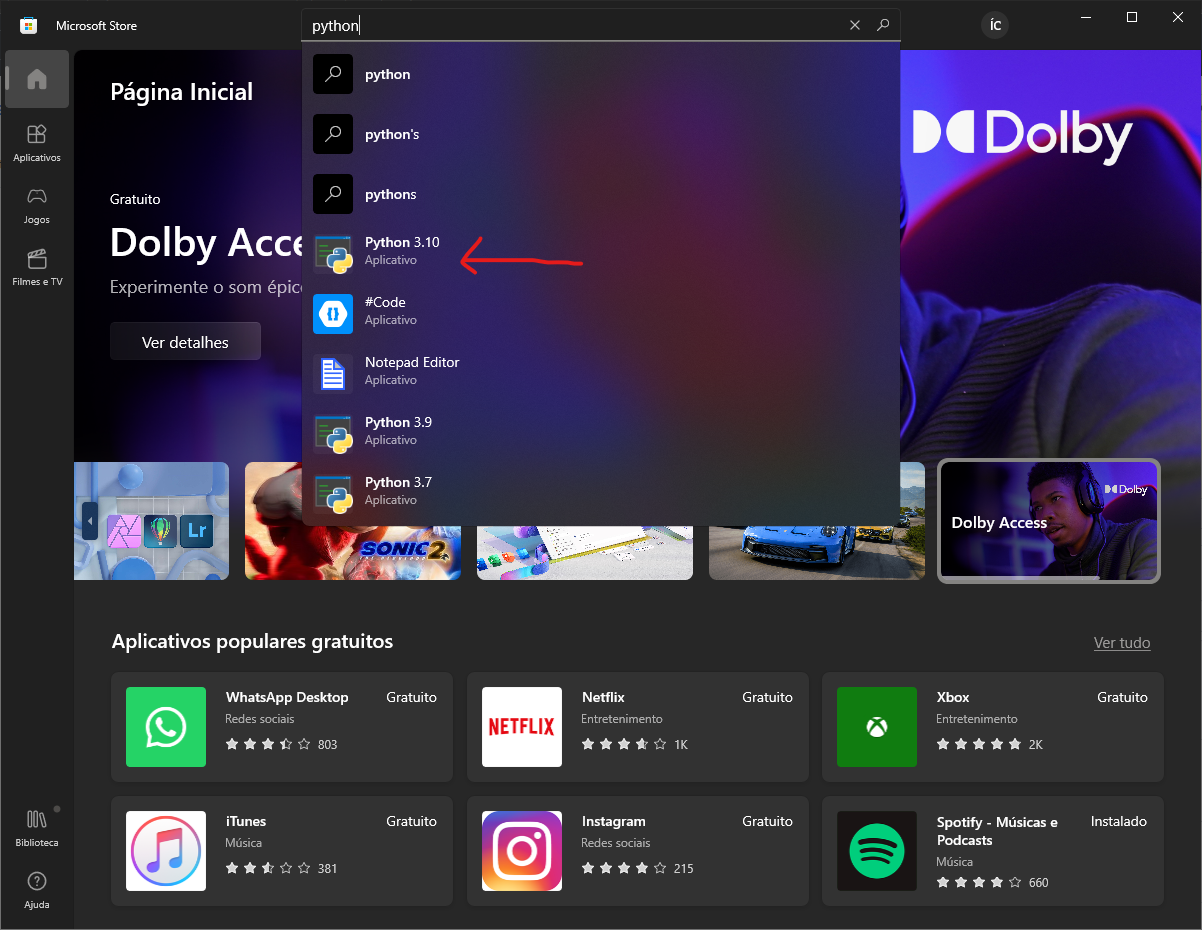 Microsoft Store
python
ÍC
python
python's
pythons
Python 3.10
Aplicativo
#Code
Aplicativo
Notepad Editor
Aplicativo
Python 3.9
Aplicativo
Python 3.7
Aplicativo
Aplicativos
Jogos
Filmes e TV
Biblioteca
Ajuda
Página Inicial
Gratuito
Dolby Acce
Experimente o som épic
Ver detalhes
Dolby
Lr
SONIC 2
Dolby
Dolby Access
Aplicativos populares gratuitos
Ver tudo
WhatsApp Desktop
Gratuito
Redes sociais
803
NETFLIX
Netflix
Gratuito
Entretenimento
1K
Xbox
Gratuito
Entretenimento
2K
iTunes
Gratuito
Música
381
Instagram
Gratuito
Redes sociais
215
Spotify - Músicas e
Podcasts
Instalado
Música
660